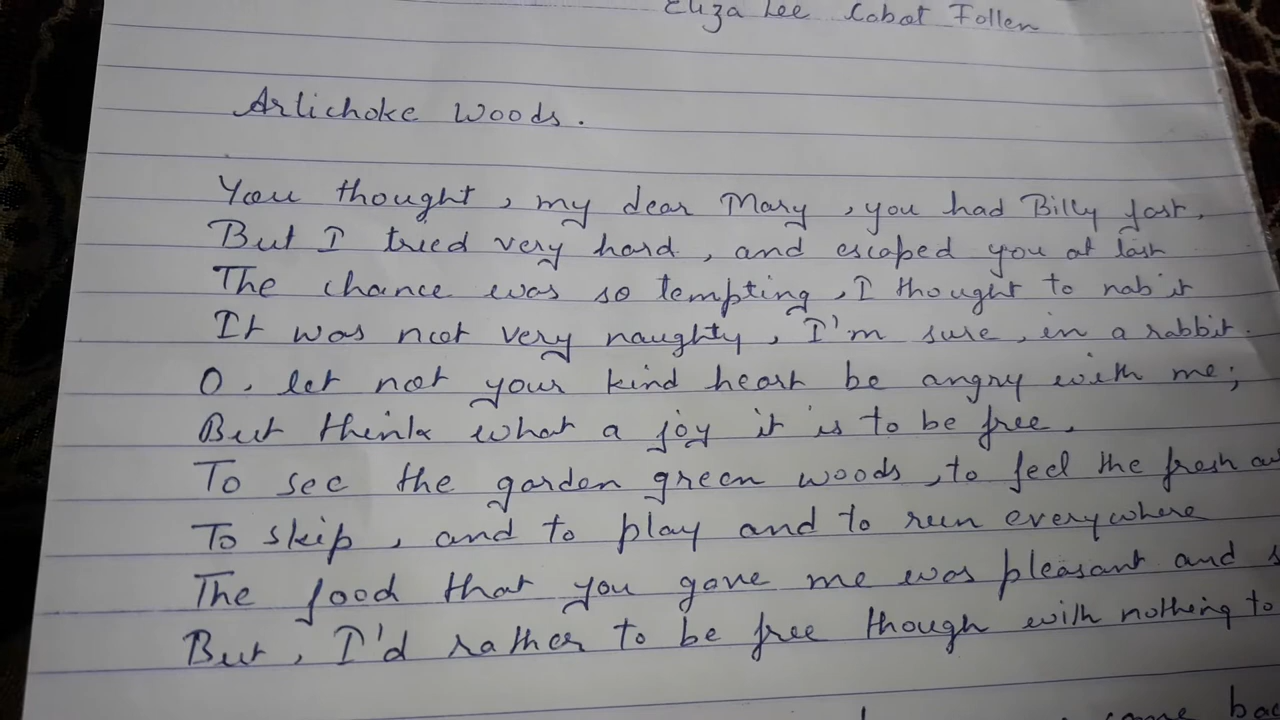 Eliza Lee Cabot Follen
Artichoke Woods.
You thought, my dear Mary, you had Billy fast,
But I tried very hard, and escaped you at last
The chance was so tempting, I thought to nab it
It was not very naughty, I'm sure, in a rabbit.
O, let not your kind heart be angry with me;
But think what a joy it is to be free,
To see the garden green woods, to feel the fresh
To skip, and to play and to run everywhere
The food that you gave me was pleasant and
But, I'd rather to be free though with nothing to